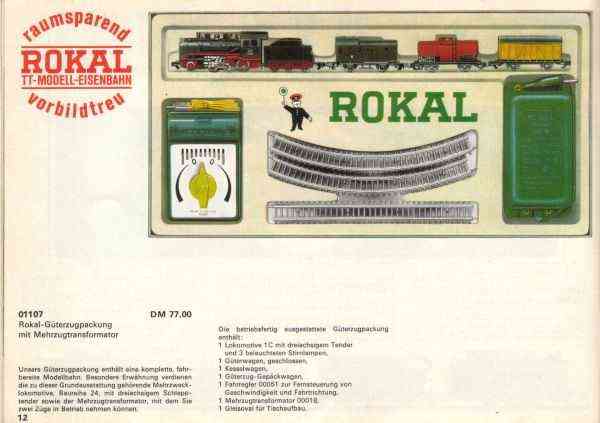 raumsparend
ROKAL
TT-MODELL-EISENBAHN
vorbildtreu
ROKAL
01107 DM 77.00
Rokal-Güterzugpackung
mit Mehrzugtransformator
Unsere Güterzugpackung enthält eine komplette, fahr-
bereite Modellbahn. Besondere Erwähnung verdienen
die zu dieser Grundausstattung gehörende Mehrzweck-
lokomotive, Baureihe 24, mit dreiachsigem Schlepp-
tender sowie der Mehrzugtransformator, mit dem Sie
zwei Züge in Betrieb nehmen können.
12
Die betriebsfertig ausgestattete Güterzugpackung
enthält:
1 Lokomotive 1C mit dreiachsigem Tender
und 3 beleuchteten Stirnlampen,
1 Güterwagen, geschlossen,
1 Kesselwagen,
1 Güterzug-Gepäckwagen,
1 Fahrregler 00051 zur Fernsteuerung von
Geschwindigkeit und Fahrtrichtung,
1 Mehrzugtransformator 00018,
1 Gleisoval für Tischaufbau.